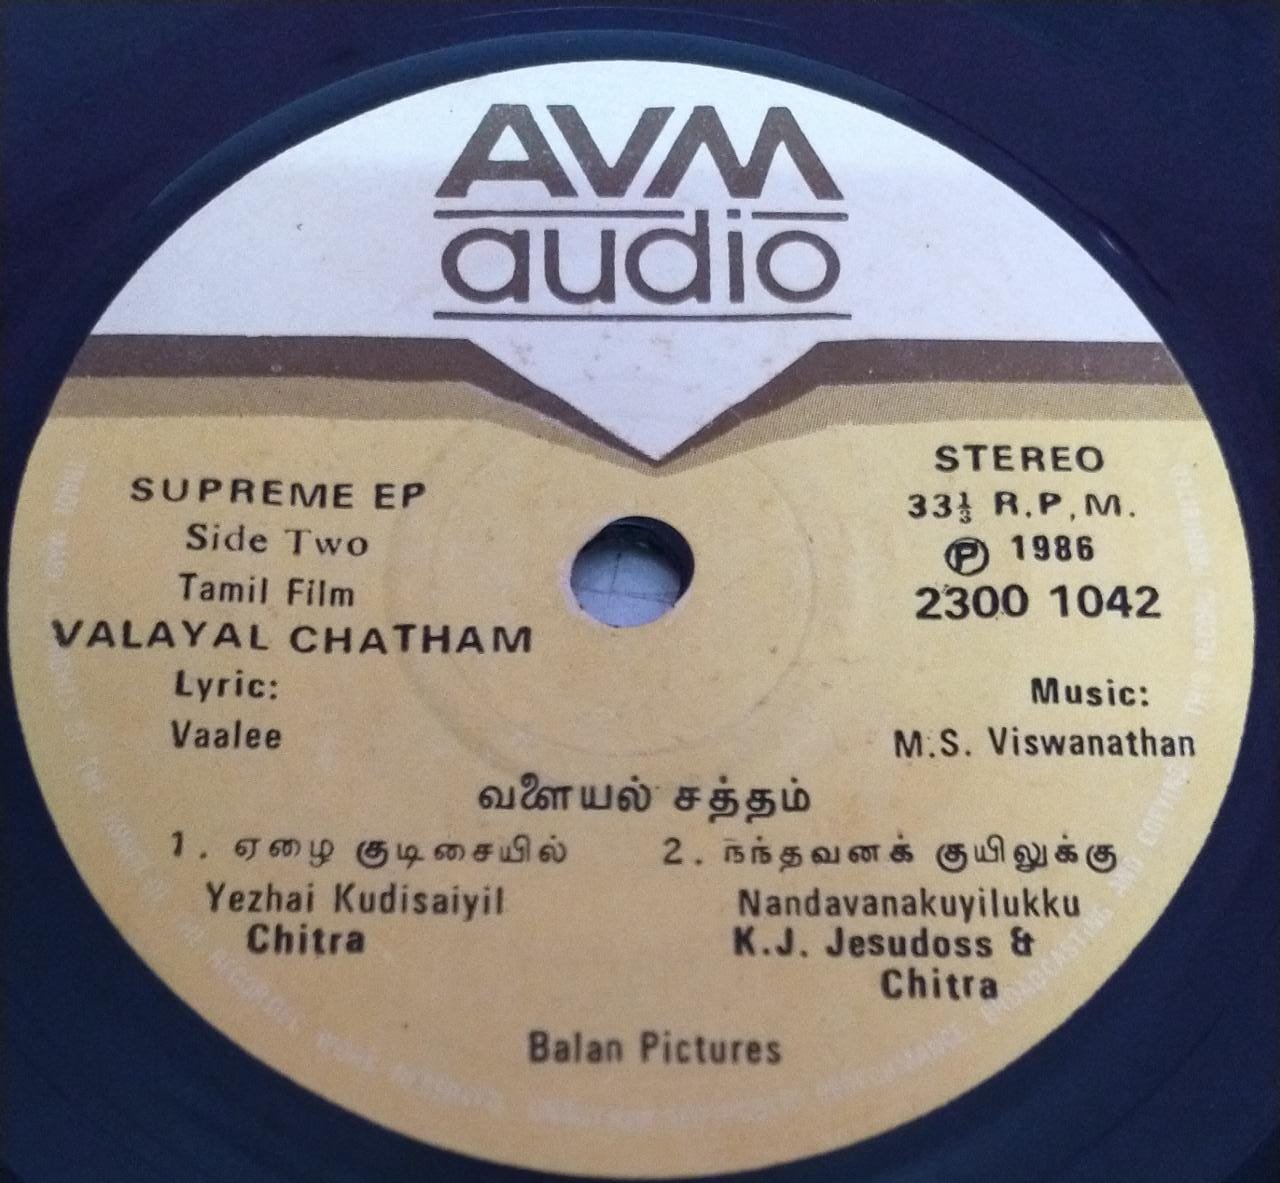 AVM
audio
SUPREME EP
Side Two
Tamil Film
VALAYAL CHATHAM
Lyric:
Vaalee
STEREO
33⅓ R.P.M.
Ⓟ 1986
2300 1042
Music:
M.S. Viswanathan
வளையல் சத்தம்
1. ஏழை குடிசையில்
Yezhai Kudisaiyil
Chitra
2. நந்தவனக் குயிலுக்கு
Nandavanakuyilukku
K.J. Jesudoss &
Chitra
Balan Pictures